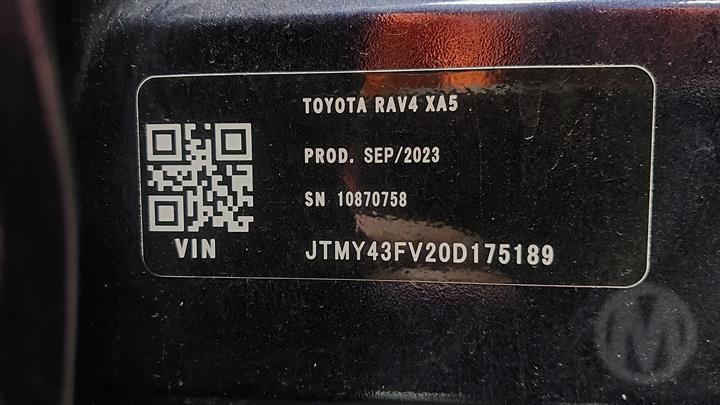 TOYOTA RAV4 XA5
PROD. SEP/2023
SN 10870758
VIN
JTMY43FV20D175189
M